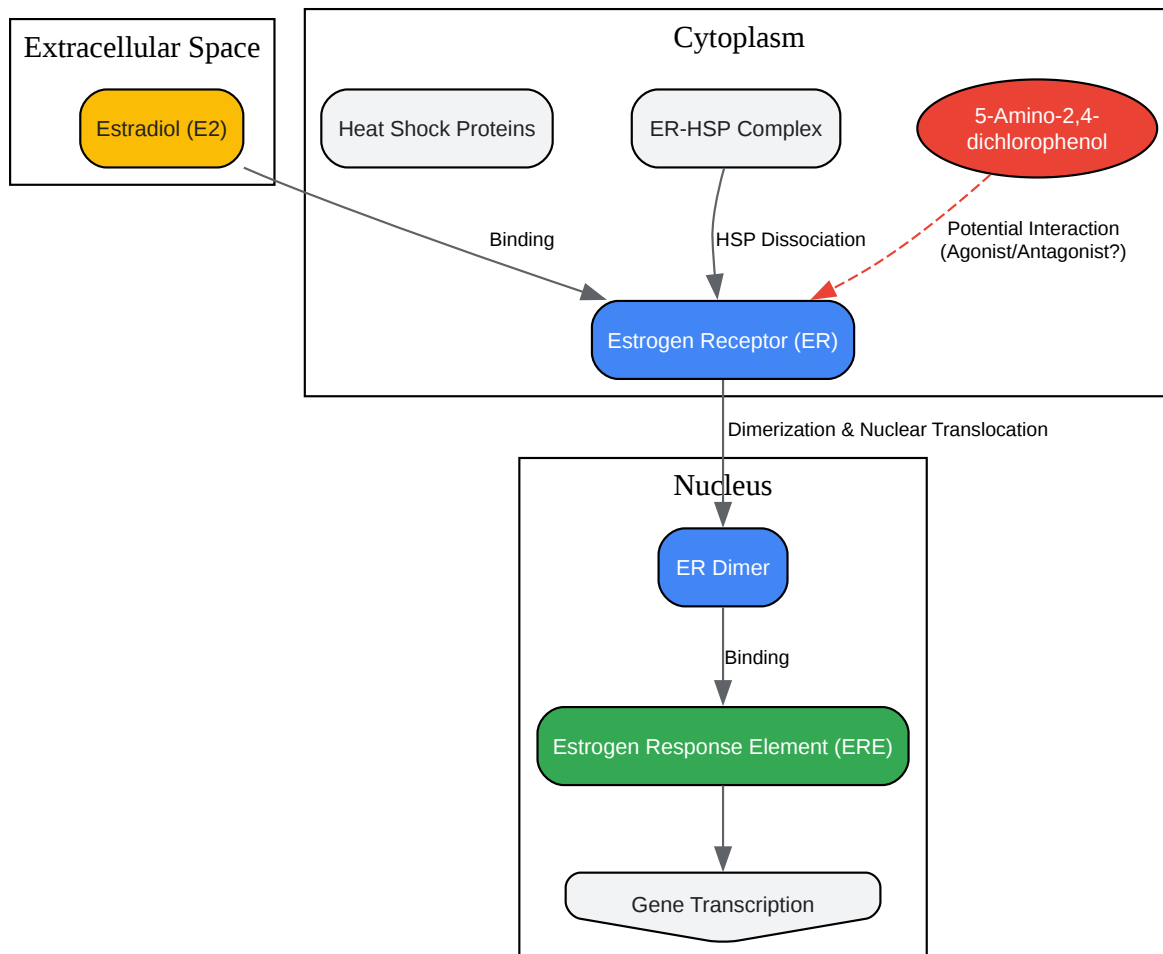 Extracellular Space
Cytoplasm
Estradiol (E2)
Heat Shock Proteins
ER-HSP Complex
5-Amino-2,4-
dichlorophenol
Binding
HSP Dissociation
Potential Interaction
(Agonist/Antagonist?)
Estrogen Receptor (ER)
Dimerization & Nuclear Translocation
Nucleus
ER Dimer
Binding
Estrogen Response Element (ERE)
Gene Transcription